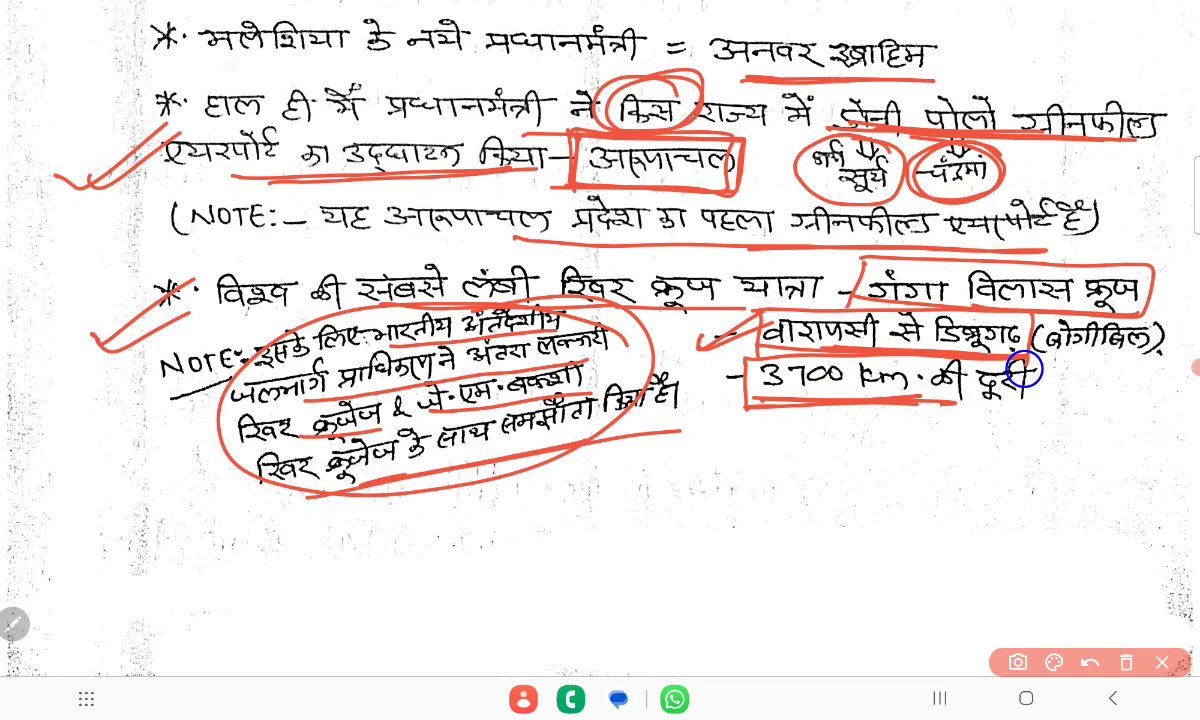 *· मलेशिया के नये प्रधानमंत्री = अनवर इब्राहिम
*· हाल ही में प्रधानमंत्री ने किस राज्य में डोनी पोलो ग्रीनफील्ड
एयरपोर्ट का उद्घाटन किया - अरुणाचल
सूर्य चंद्रमा
(NOTE:- यह अरुणाचल प्रदेश का पहला ग्रीनफील्ड एयरपोर्ट है)
*· विश्व की सबसे लंबी रिवर क्रूज यात्रा - गंगा विलास क्रूज
- वाराणसी से डिब्रूगढ़ (बोगीबिल)
- 3700 km. की दूरी
NOTE:- इसके लिए भारतीय अंतर्देशीय
जलमार्ग प्राधिकरण ने अंतरा लक्जरी
रिवर क्रूजेज & जे.एम. बक्शी
रिवर क्रूजेज के साथ समझौता किया है।